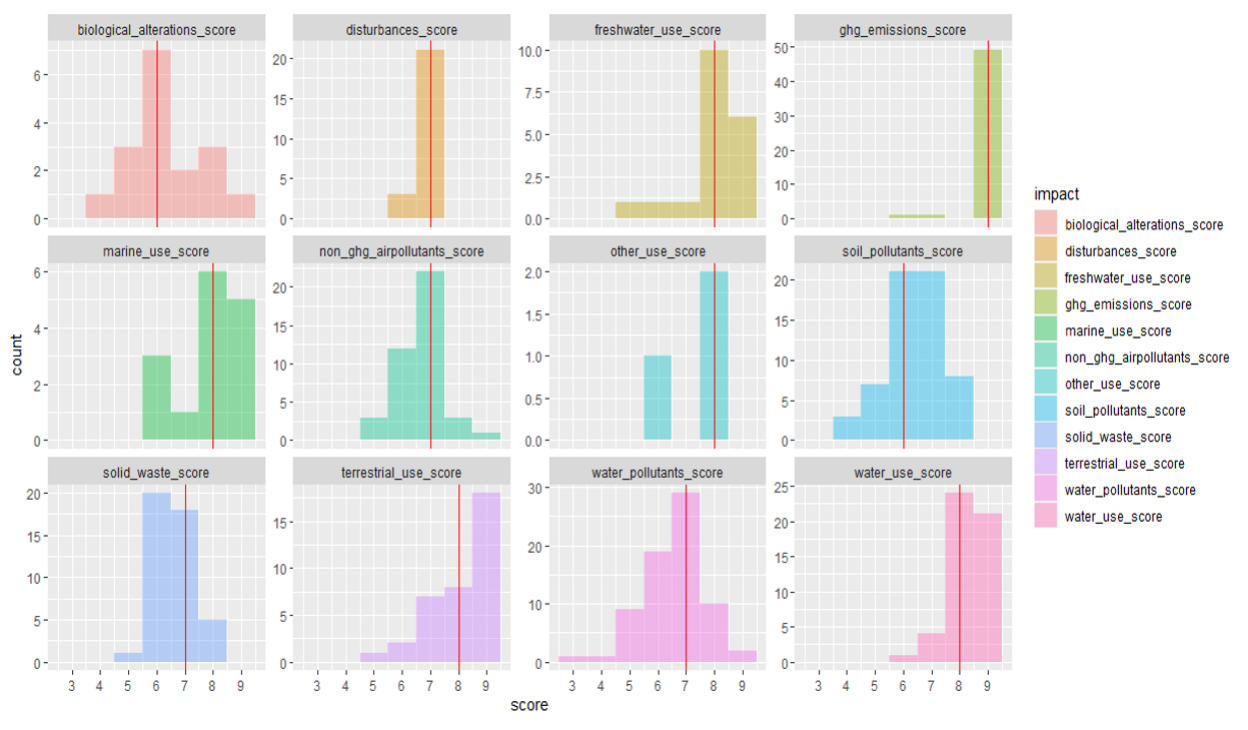 biological_alterations_score
disturbances_score
freshwater_use_score
ghg_emissions_score
6
4
2
0
20
15
10
5
0
10.0
7.5
5.0
2.5
0.0
50
40
30
20
10
0
marine_use_score
non_ghg_airpollutants_score
other_use_score
soil_pollutants_score
6
4
2
0
20
15
10
5
0
2.0
1.5
1.0
0.5
0.0
20
15
10
5
0
solid_waste_score
terrestrial_use_score
water_pollutants_score
water_use_score
20
15
10
5
0
15
10
5
0
30
20
10
0
25
20
15
10
5
0
3 4 5 6 7 8 9
3 4 5 6 7 8 9
3 4 5 6 7 8 9
3 4 5 6 7 8 9
count
score
impact
biological_alterations_score
disturbances_score
freshwater_use_score
ghg_emissions_score
marine_use_score
non_ghg_airpollutants_score
other_use_score
soil_pollutants_score
solid_waste_score
terrestrial_use_score
water_pollutants_score
water_use_score